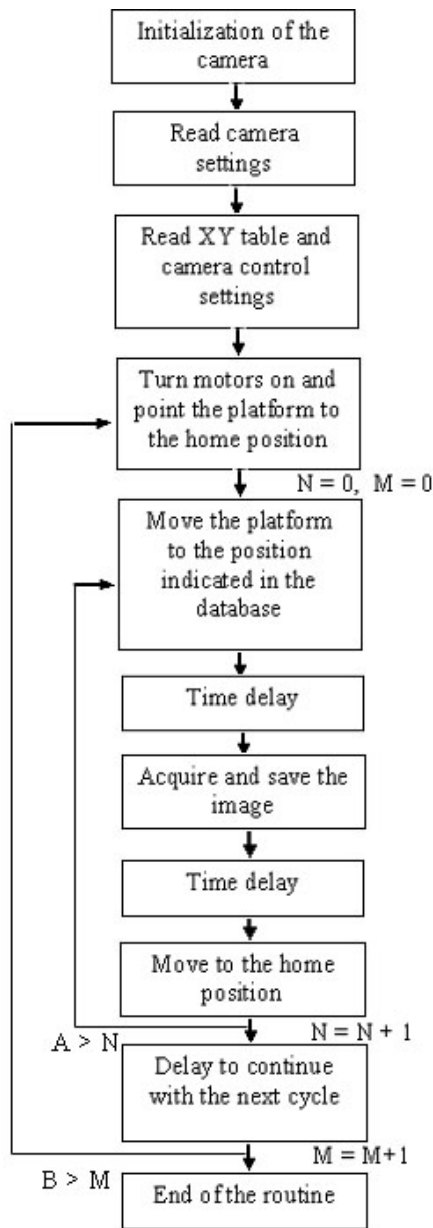 Initialization of the
camera
Read camera
settings
Read XY table and
camera control
settings
Turn motors on and
point the platform to
the home position
N = 0, M = 0
Move the platform
to the position
indicated in the
database
Time delay
Acquire and save the
image
Time delay
Move to the home
position
A > N
N = N + 1
Delay to continue
with the next cycle
M = M+1
B > M
End of the routine